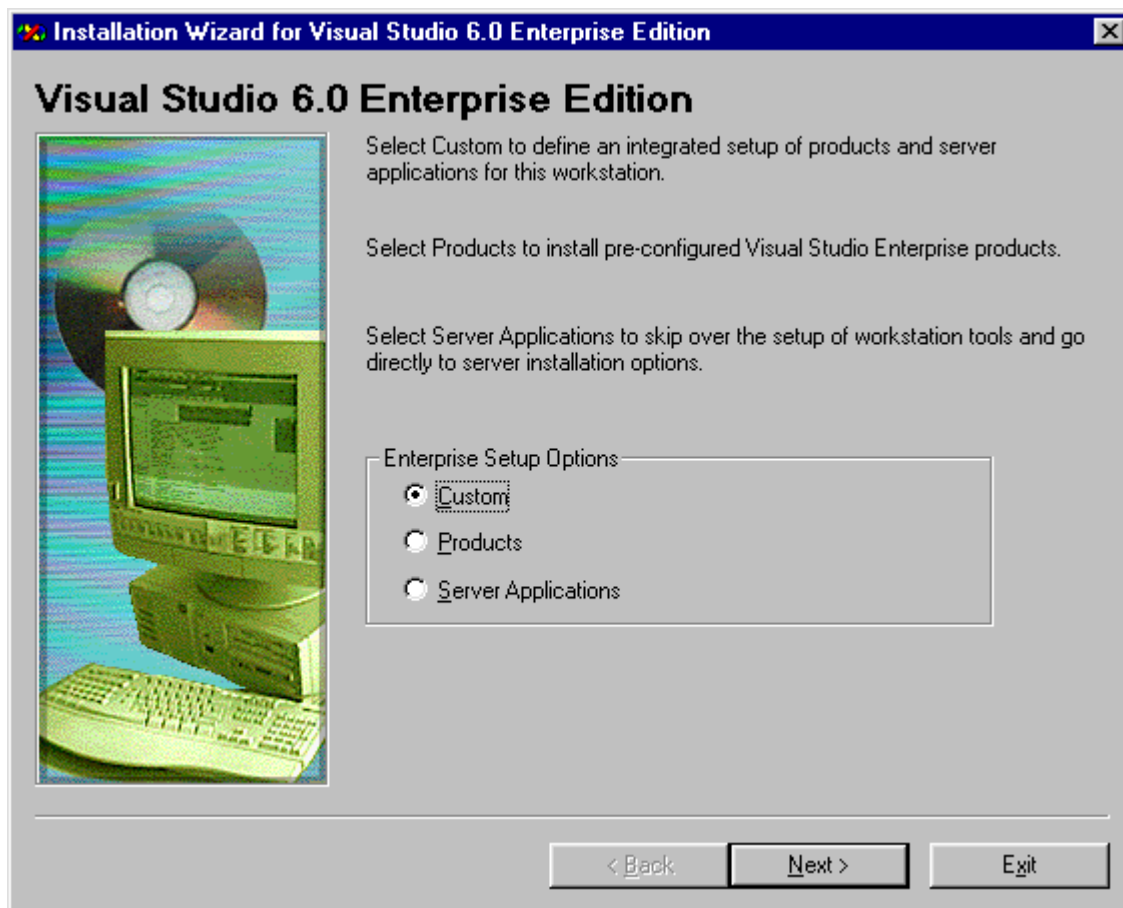 Installation Wizard for Visual Studio 6.0 Enterprise Edition
Visual Studio 6.0 Enterprise Edition
Select Custom to define an integrated setup of products and server
applications for this workstation.
Select Products to install pre-configured Visual Studio Enterprise products.
Select Server Applications to skip over the setup of workstation tools and go
directly to server installation options.
Enterprise Setup Options
Custom
Products
Server Applications
< Back Next > Exit